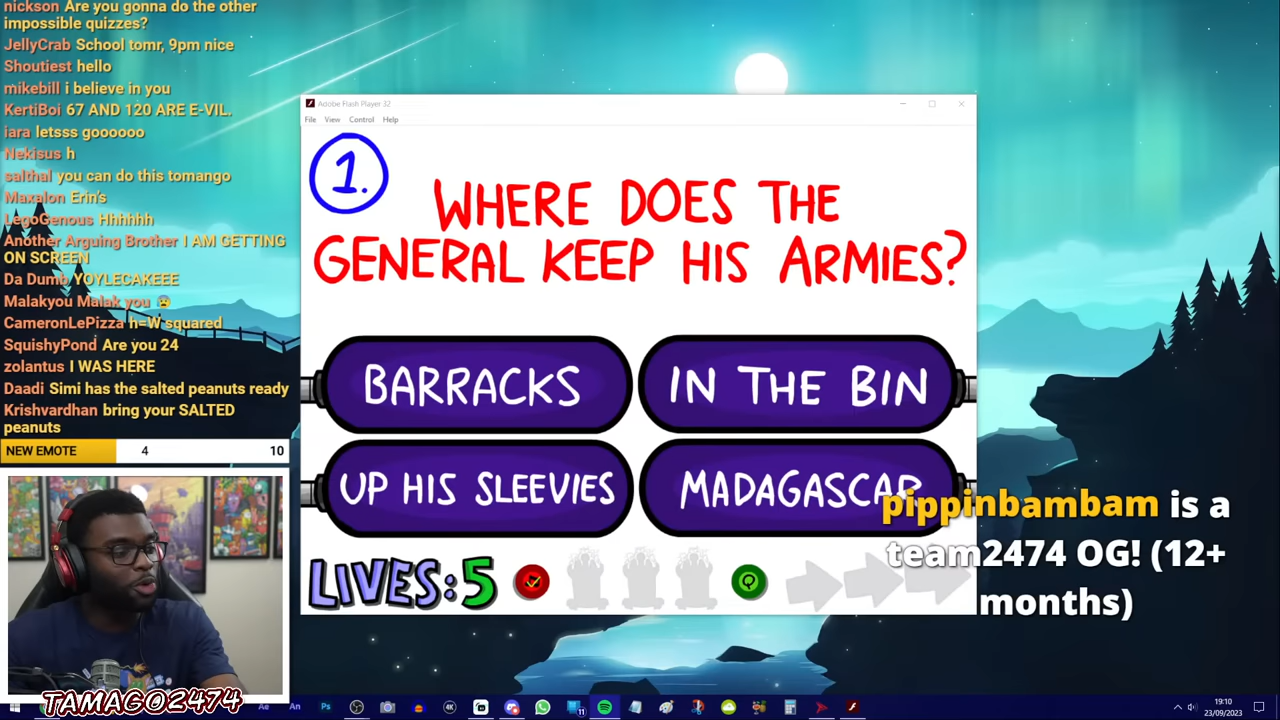 nickson Are you gonna do the other
impossible quizzes?
JellyCrab School tomr, 9pm nice
Shoutiest hello
mikebill i believe in you
KertiBoi 67 AND 120 ARE E-VIL.
iara letsss goooooo
Nekisus h
salthal you can do this tomango
Maxalon Erin's
LegoGenous Hhhhhh
Another Arguing Brother I AM GETTING
ON SCREEN
Da Dumb YOYLECAKEEE
Malakyou Malak you
CameronLePizza h=W squared
SquishyPond Are you 24
zolantus I WAS HERE
Daadi Simi has the salted peanuts ready
Krishvardhan bring your SALTED
peanuts
NEW EMOTE 4 10
Adobe Flash Player 32
File View Control Help
1.
WHERE DOES THE
GENERAL KEEP HIS ARMIES?
BARRACKS
IN THE BIN
UP HIS SLEEVIES
MADAGASCAR
LIVES:5
pippinbambam is a
team2474 OG! (12+
months)
TAMAGO2474
Ae An Ps 4K 11
19:10
23/09/2023